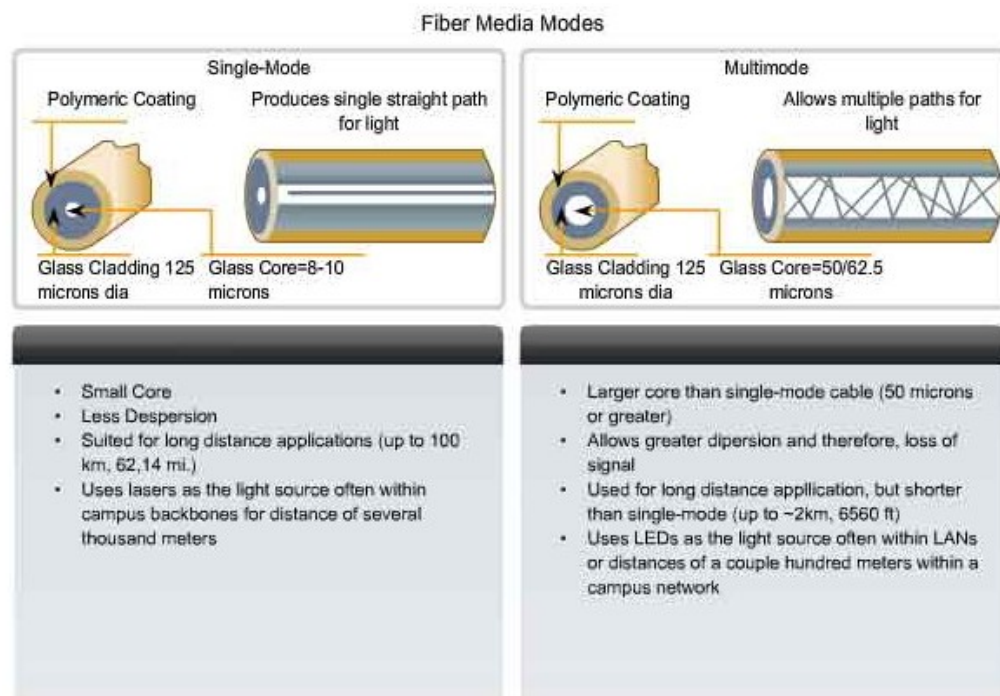 Fiber Media Modes
Single-Mode
Polymeric Coating
Produces single straight path
for light
Glass Cladding 125
microns dia
Glass Core=8-10
microns
Multimode
Polymeric Coating
Allows multiple paths for
light
Glass Cladding 125
microns dia
Glass Core=50/62.5
microns
• Small Core
• Less Despersion
• Suited for long distance applications (up to 100
km, 62,14 mi.)
• Uses lasers as the light source often within
campus backbones for distance of several
thousand meters
• Larger core than single-mode cable (50 microns
or greater)
• Allows greater dipersion and therefore, loss of
signal
• Used for long distance appllication, but shorter
than single-mode (up to ~2km, 6560 ft)
• Uses LEDs as the light source often within LANs
or distances of a couple hundred meters within a
campus network